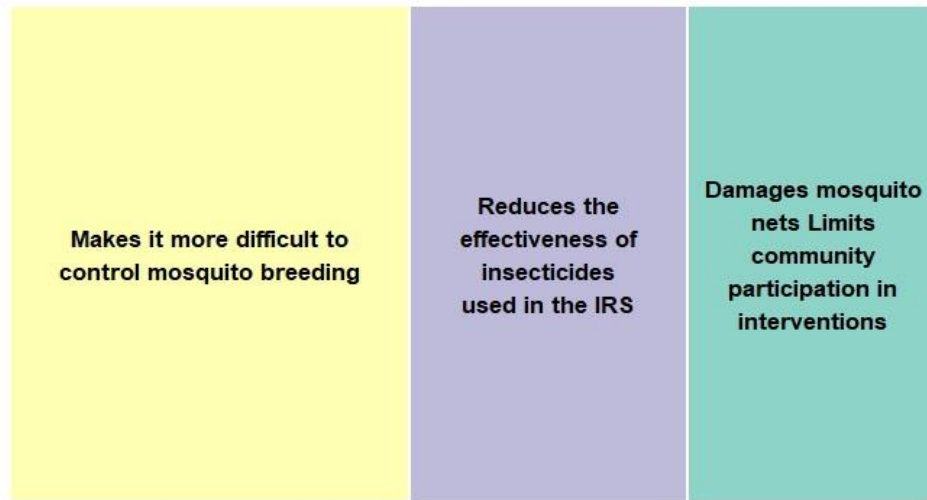 Makes it more difficult to
control mosquito breeding
Reduces the
effectiveness of
insecticides
used in the IRS
Damages mosquito
nets Limits
community
participation in
interventions